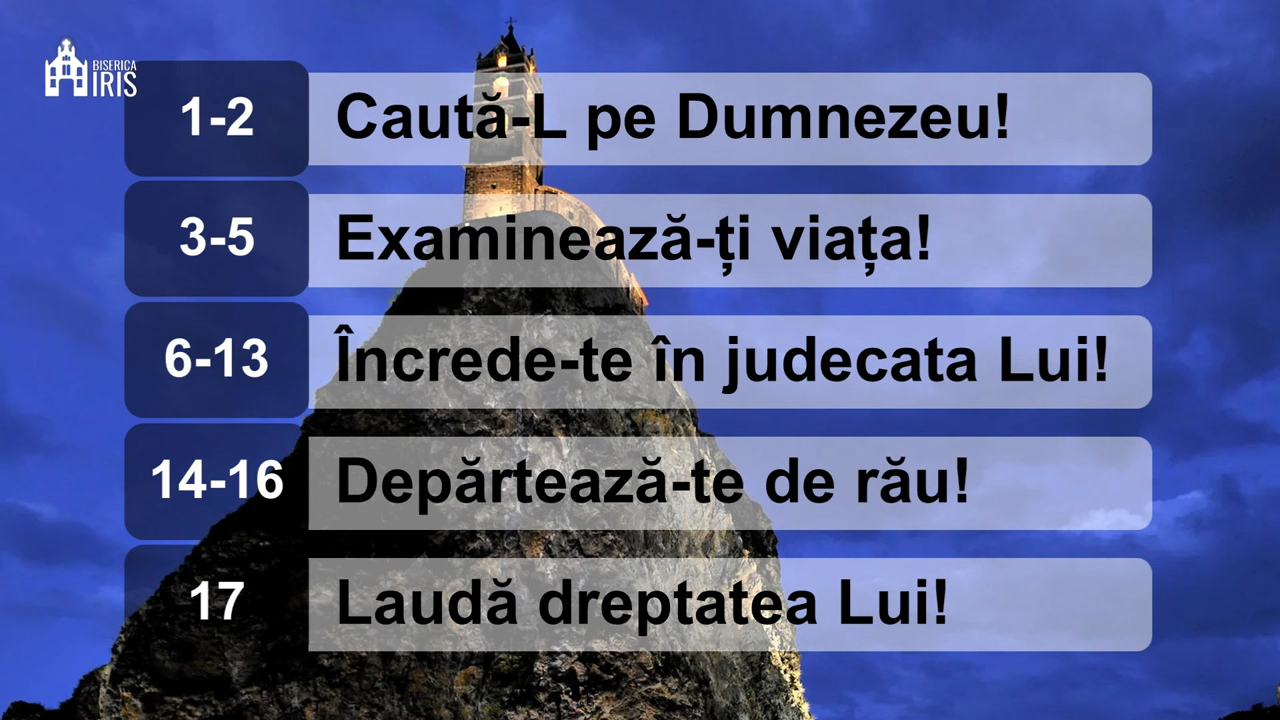 BISERICA
IRIS
1-2 Caută-L pe Dumnezeu!
3-5 Examinează-ți viața!
6-13 Încrede-te în judecata Lui!
14-16 Depărtează-te de rău!
17 Laudă dreptatea Lui!